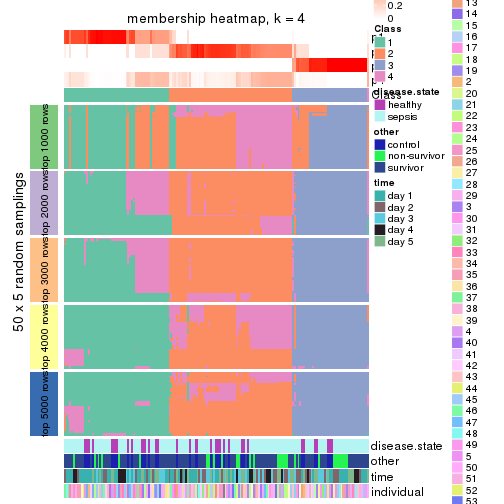 membership heatmap, k = 4
50 x 5 random samplings
top 1000 rows
top 2000 rows
top 3000 rows
top 4000 rows
top 5000 rows
Class
disease.state
other
time
individual
0.2
0
Class
1
2
3
4
disease.state
healthy
sepsis
other
control
non-survivor
survivor
time
day 1
day 2
day 3
day 4
day 5
13
14
15
16
17
18
19
2
20
21
22
23
24
25
26
27
28
29
3
30
31
32
33
34
35
36
37
38
39
4
40
41
42
43
44
45
46
47
48
49
5
50
51
52
53